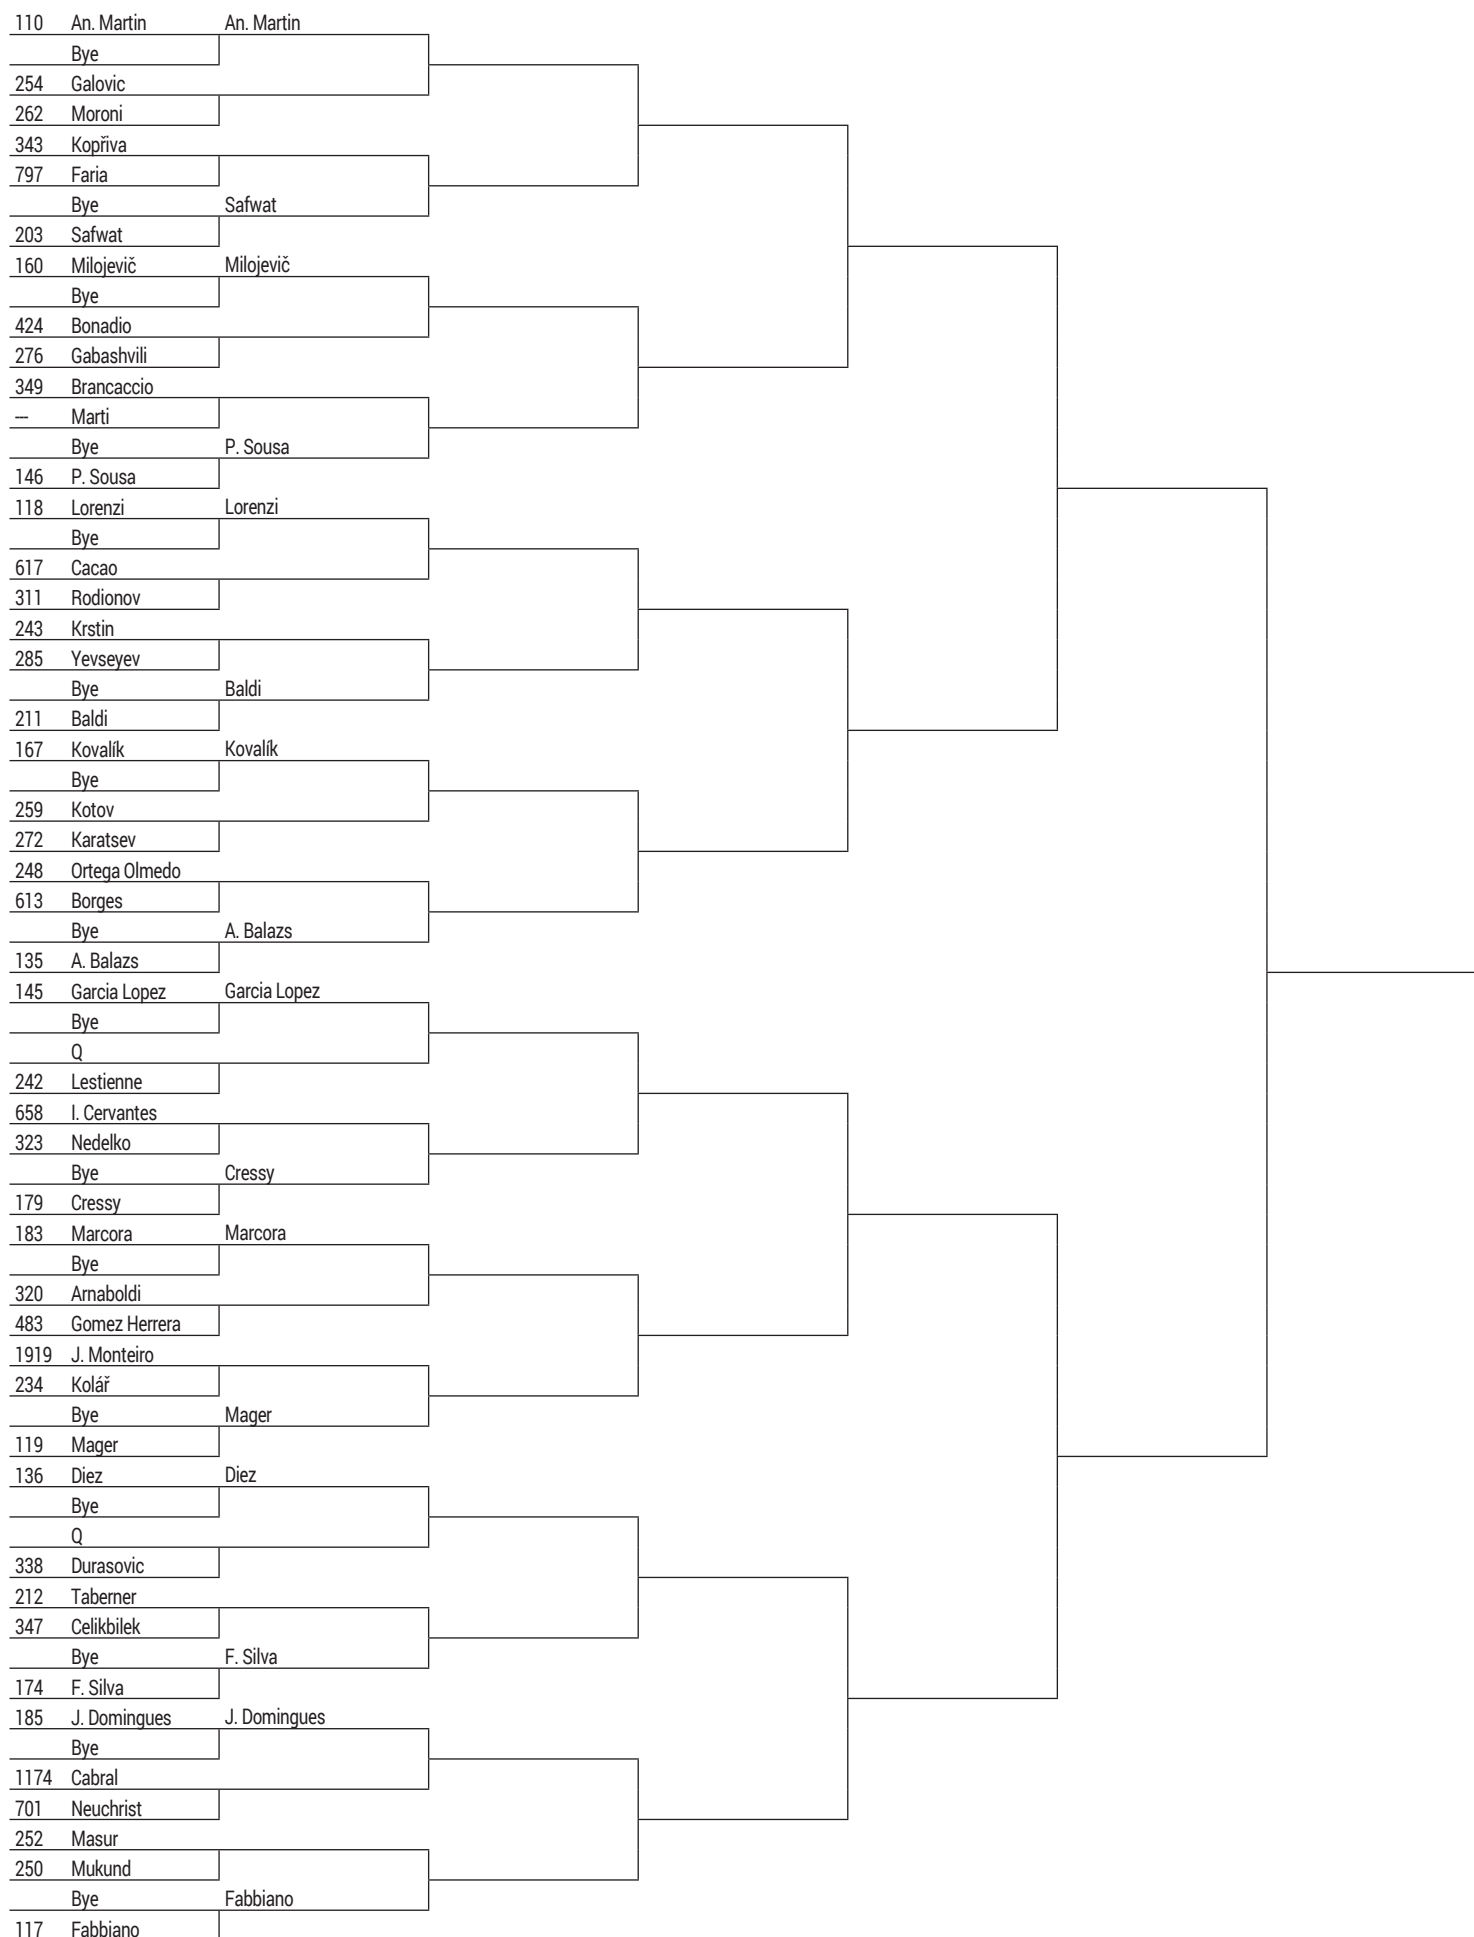 110 An. Martin An. Martin
Bye
254 Galovic
262 Moroni
343 Kopřiva
797 Faria
Bye Safwat
203 Safwat
160 Milojevič Milojevič
Bye
424 Bonadio
276 Gabashvili
349 Brancaccio
--- Marti
Bye P. Sousa
146 P. Sousa
118 Lorenzi Lorenzi
Bye
617 Cacao
311 Rodionov
243 Krstin
285 Yevseyev
Bye Baldi
211 Baldi
167 Kovalík Kovalík
Bye
259 Kotov
272 Karatsev
248 Ortega Olmedo
613 Borges
Bye A. Balazs
135 A. Balazs
145 Garcia Lopez Garcia Lopez
Bye
Q
242 Lestienne
658 I. Cervantes
323 Nedelko
Bye Cressy
179 Cressy
183 Marcora Marcora
Bye
320 Arnaboldi
483 Gomez Herrera
1919 J. Monteiro
234 Kolář
Bye Mager
119 Mager
136 Diez Diez
Bye
Q
338 Durasovic
212 Taberner
347 Celikbilek
Bye F. Silva
174 F. Silva
185 J. Domingues J. Domingues
Bye
1174 Cabral
701 Neuchrist
252 Masur
250 Mukund
Bye Fabbiano
117 Fabbiano